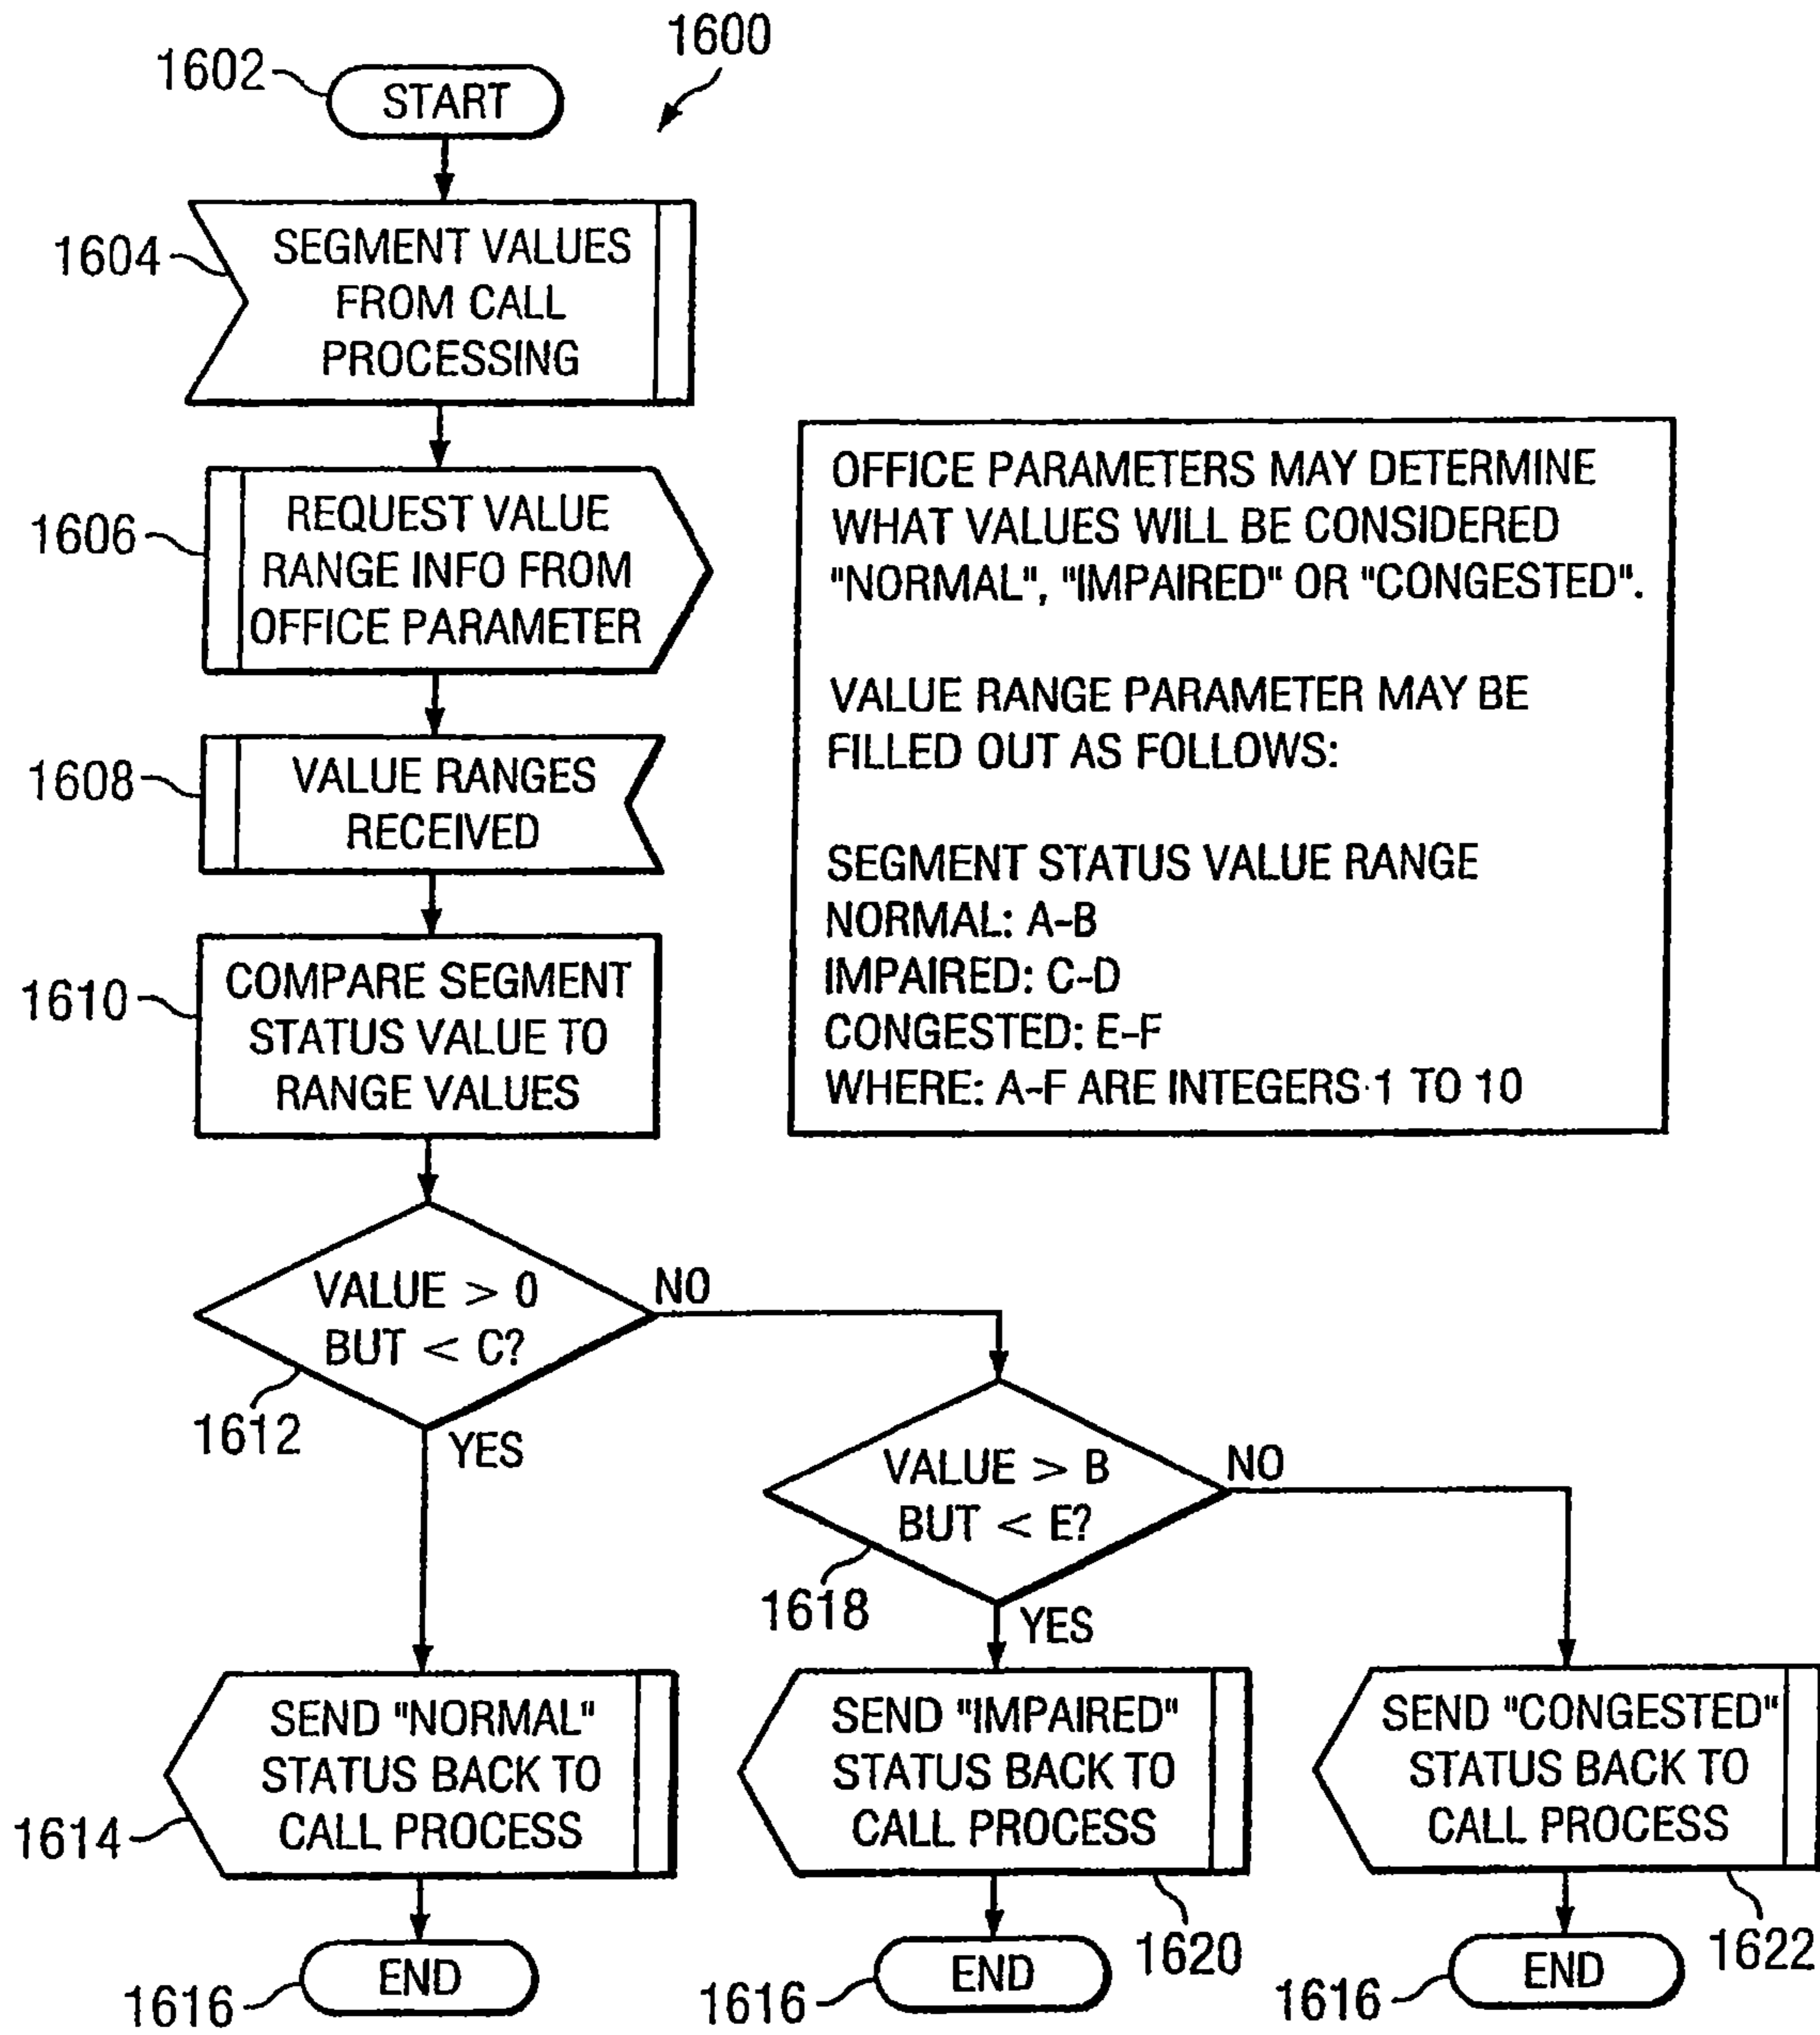 1600
1602
START
1604
SEGMENT VALUES
FROM CALL
PROCESSING
1606
REQUEST VALUE
RANGE INFO FROM
OFFICE PARAMETER
1608
VALUE RANGES
RECEIVED
1610
COMPARE SEGMENT
STATUS VALUE TO
RANGE VALUES
OFFICE PARAMETERS MAY DETERMINE
WHAT VALUES WILL BE CONSIDERED
"NORMAL", "IMPAIRED" OR "CONGESTED".
VALUE RANGE PARAMETER MAY BE
FILLED OUT AS FOLLOWS:
SEGMENT STATUS VALUE RANGE
NORMAL: A-B
IMPAIRED: C-D
CONGESTED: E-F
WHERE: A-F ARE INTEGERS 1 TO 10
VALUE > 0
BUT < C?
NO
1612
YES
VALUE > B
BUT < E?
NO
1618
YES
SEND "NORMAL"
STATUS BACK TO
CALL PROCESS
1614
SEND "IMPAIRED"
STATUS BACK TO
CALL PROCESS
1620
SEND "CONGESTED"
STATUS BACK TO
CALL PROCESS
1622
1616
END
1616
END
1616
END